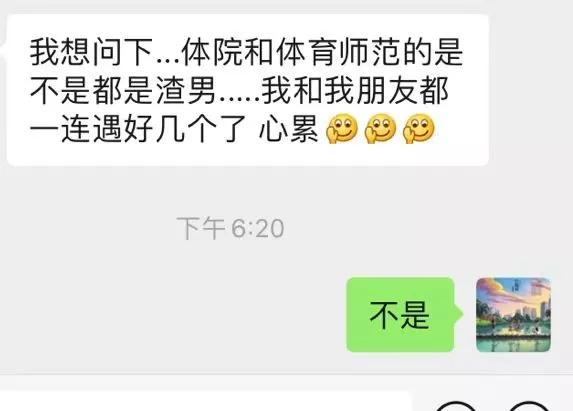 我想问下...体院和体育师范的是
不是都是渣男.....我和我朋友都
一连遇好几个了 心累
下午 6:20
不是